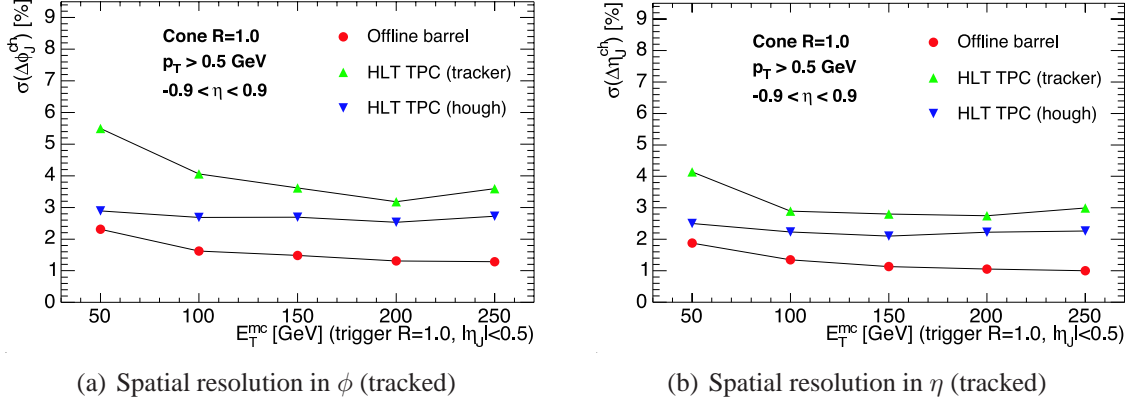 σ(Δϕ_J^ch) [%]
9
8
7
6
5
4
3
2
1
0
Cone R=1.0
p_T > 0.5 GeV
-0.9 < η < 0.9
Offline barrel
HLT TPC (tracker)
HLT TPC (hough)
50 100 150 200 250
E_T^mc [GeV] (trigger R=1.0, |η_J|<0.5)
(a) Spatial resolution in ϕ (tracked)
σ(Δη_J^ch) [%]
9
8
7
6
5
4
3
2
1
0
Cone R=1.0
p_T > 0.5 GeV
-0.9 < η < 0.9
Offline barrel
HLT TPC (tracker)
HLT TPC (hough)
50 100 150 200 250
E_T^mc [GeV] (trigger R=1.0, |η_J|<0.5)
(b) Spatial resolution in η (tracked)